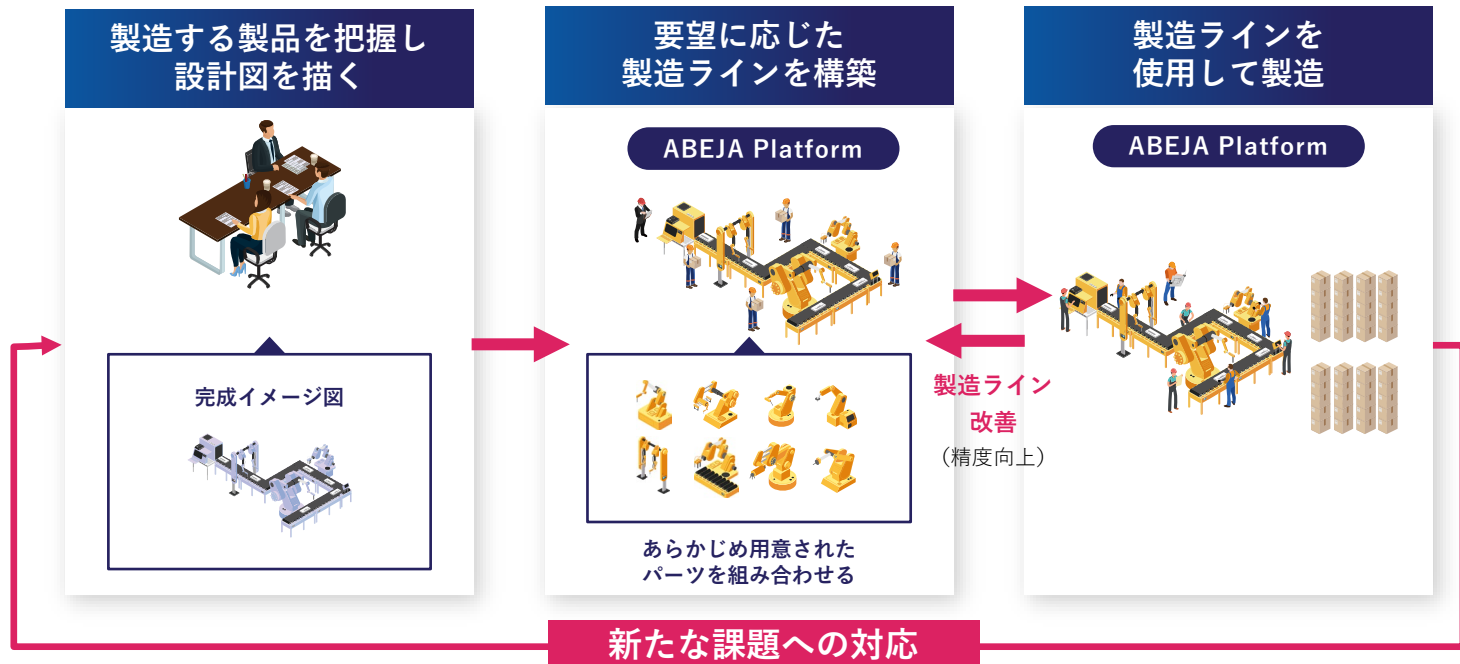 製造する製品を把握し
設計図を描く
完成イメージ図
要望に応じた
製造ラインを構築
ABEJA Platform
あらかじめ用意された
パーツを組み合わせる
製造ライン
改善
（精度向上）
製造ラインを
使用して製造
ABEJA Platform
新たな課題への対応